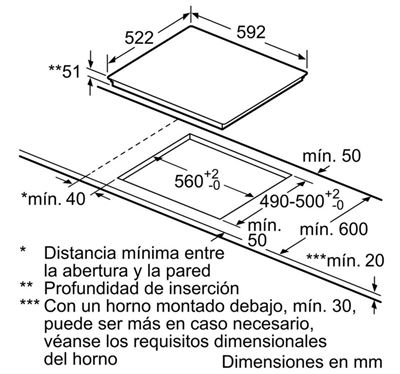 522
592
**51
mín. 50
*mín. 40
560 +2 -0
490-500 +2 -0
mín. 50
mín. 600
***mín. 20
* Distancia mínima entre
la abertura y la pared
** Profundidad de inserción
*** Con un horno montado debajo, mín. 30,
puede ser más en caso necesario,
véanse los requisitos dimensionales
del horno
Dimensiones en mm